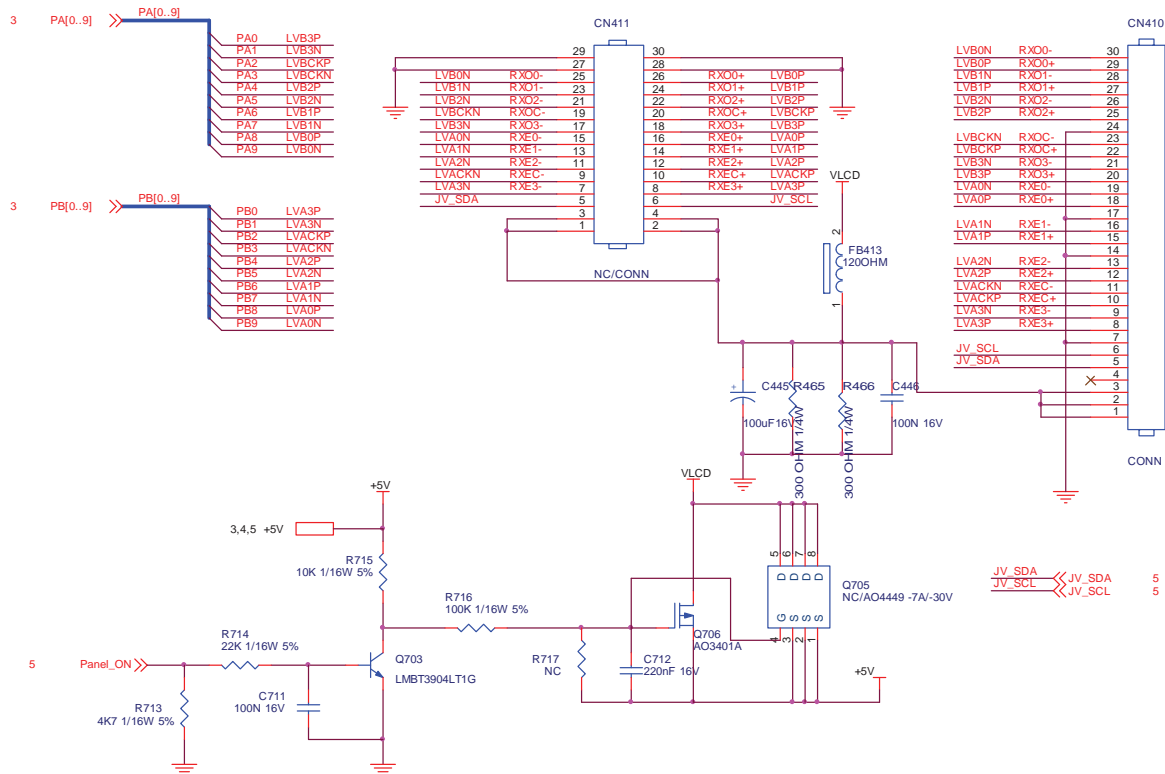 3 PA[0..9] PA[0..9]
PA0 LVB3P
PA1 LVB3N
PA2 LVBCKP
PA3 LVBCKN
PA4 LVB2P
PA5 LVB2N
PA6 LVB1P
PA7 LVB1N
PA8 LVB0P
PA9 LVB0N
3 PB[0..9] PB[0..9]
PB0 LVA3P
PB1 LVA3N
PB2 LVACKP
PB3 LVACKN
PB4 LVA2P
PB5 LVA2N
PB6 LVA1P
PB7 LVA1N
PB8 LVA0P
PB9 LVA0N
CN411
29 30
27 28
LVB0N RXO0- 25 26 RXO0+ LVB0P
LVB1N RXO1- 23 24 RXO1+ LVB1P
LVB2N RXO2- 21 22 RXO2+ LVB2P
LVBCKN RXOC- 19 20 RXOC+ LVBCKP
LVB3N RXO3- 17 18 RXO3+ LVB3P
LVA0N RXE0- 15 16 RXE0+ LVA0P
LVA1N RXE1- 13 14 RXE1+ LVA1P
LVA2N RXE2- 11 12 RXE2+ LVA2P
LVACKN RXEC- 9 10 RXEC+ LVACKP
LVA3N RXE3- 7 8 RXE3+ LVA3P
JV_SDA 5 6 JV_SCL
3 4
1 2
NC/CONN
VLCD
2
FB413
120OHM
1
C445
100uF16V
R465
300 OHM 1/4W
R466
300 OHM 1/4W
C446
100N 16V
CN410
LVB0N RXO0- 30
LVB0P RXO0+ 29
LVB1N RXO1- 28
LVB1P RXO1+ 27
LVB2N RXO2- 26
LVB2P RXO2+ 25
24
LVBCKN RXOC- 23
LVBCKP RXOC+ 22
LVB3N RXO3- 21
LVB3P RXO3+ 20
LVA0N RXE0- 19
LVA0P RXE0+ 18
17
LVA1N RXE1- 16
LVA1P RXE1+ 15
14
LVA2N RXE2- 13
LVA2P RXE2+ 12
LVACKN RXEC- 11
LVACKP RXEC+ 10
LVA3N RXE3- 9
LVA3P RXE3+ 8
7
JV_SCL 6
JV_SDA 5
4
3
2
1
CONN
+5V
3,4,5 +5V
R715
10K 1/16W 5%
R716
100K 1/16W 5%
R714
22K 1/16W 5%
5 Panel_ON
R713
4K7 1/16W 5%
C711
100N 16V
Q703
LMBT3904LT1G
R717
NC
C712
220nF 16V
VLCD
Q706
AO3401A
5 6 7 8
D D D D
G S S S
4 3 2 1
Q705
NC/AO4449 -7A/-30V
+5V
JV_SDA JV_SDA 5
JV_SCL JV_SCL 5